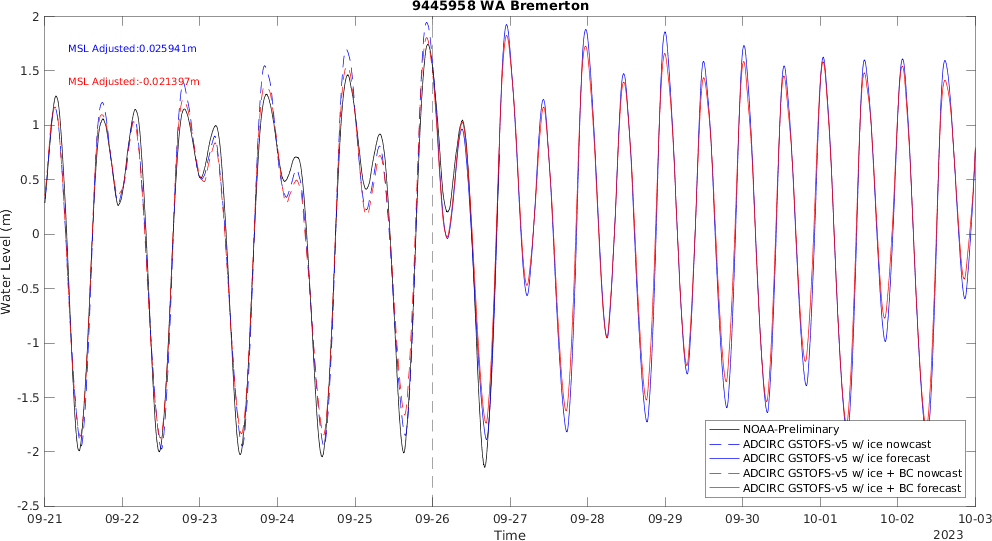 9445958 WA Bremerton
MSL Adjusted:0.025941m
MSL Adjusted:-0.021397m
Water Level (m)
2
1.5
1
0.5
0
-0.5
-1
-1.5
-2
-2.5
NOAA-Preliminary
ADCIRC GSTOFS-v5 w/ ice nowcast
ADCIRC GSTOFS-v5 w/ ice forecast
ADCIRC GSTOFS-v5 w/ ice + BC nowcast
ADCIRC GSTOFS-v5 w/ ice + BC forecast
09-21 09-22 09-23 09-24 09-25 09-26 09-27 09-28 09-29 09-30 10-01 10-02 10-03
Time
2023